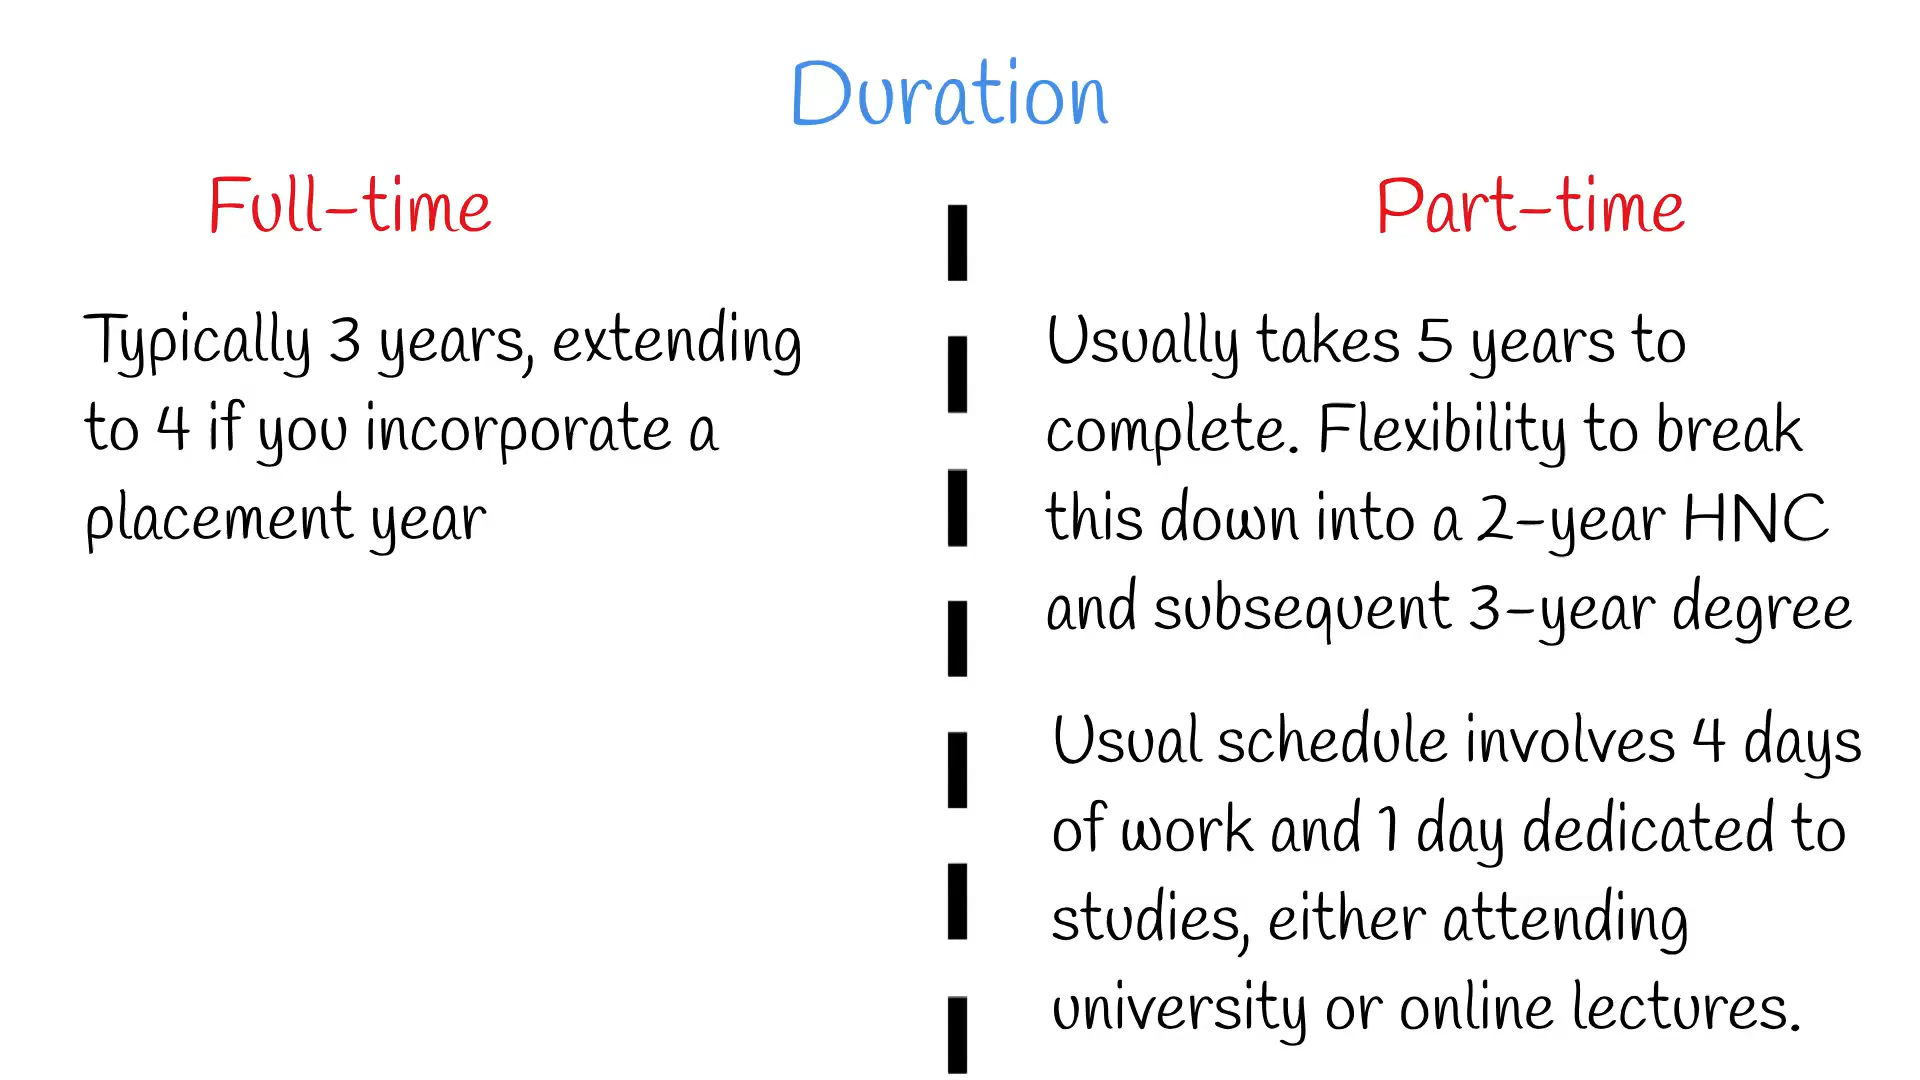 Duration
Full-time
Typically 3 years, extending
to 4 if you incorporate a
placement year
Part-time
Usually takes 5 years to
complete. Flexibility to break
this down into a 2-year HNC
and subsequent 3-year degree
Usual schedule involves 4 days
of work and 1 day dedicated to
studies, either attending
university or online lectures.